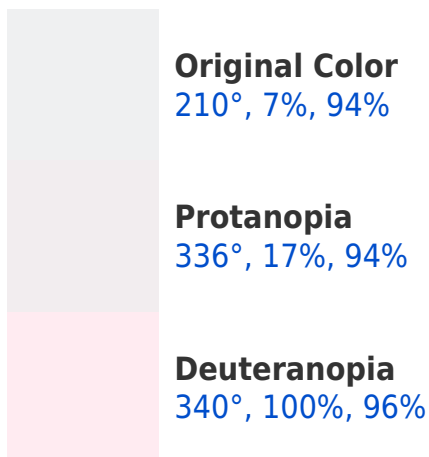 Original Color
210°, 7%, 94%
Protanopia
336°, 17%, 94%
Deuteranopia
340°, 100%, 96%